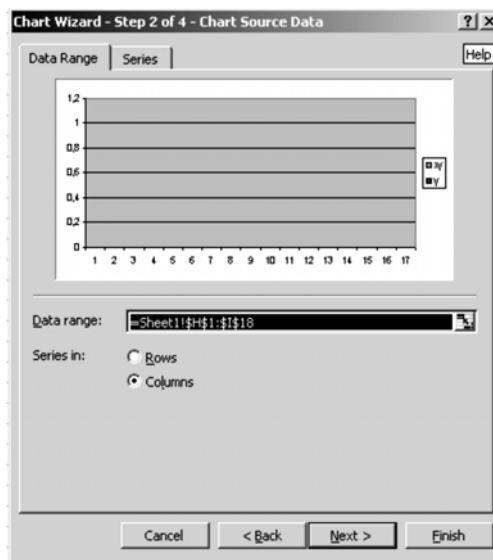 Chart Wizard - Step 2 of 4 - Chart Source Data ? X
Help
Data Range Series
1,2
1
0,8
0,6
0,4
0,2
0
1 2 3 4 5 6 7 8 9 10 11 12 13 14 15 16 17
xy
y
Data range: =Sheet1!$H$1:$I$18
Series in: Rows
Columns
Cancel < Back Next > Finish